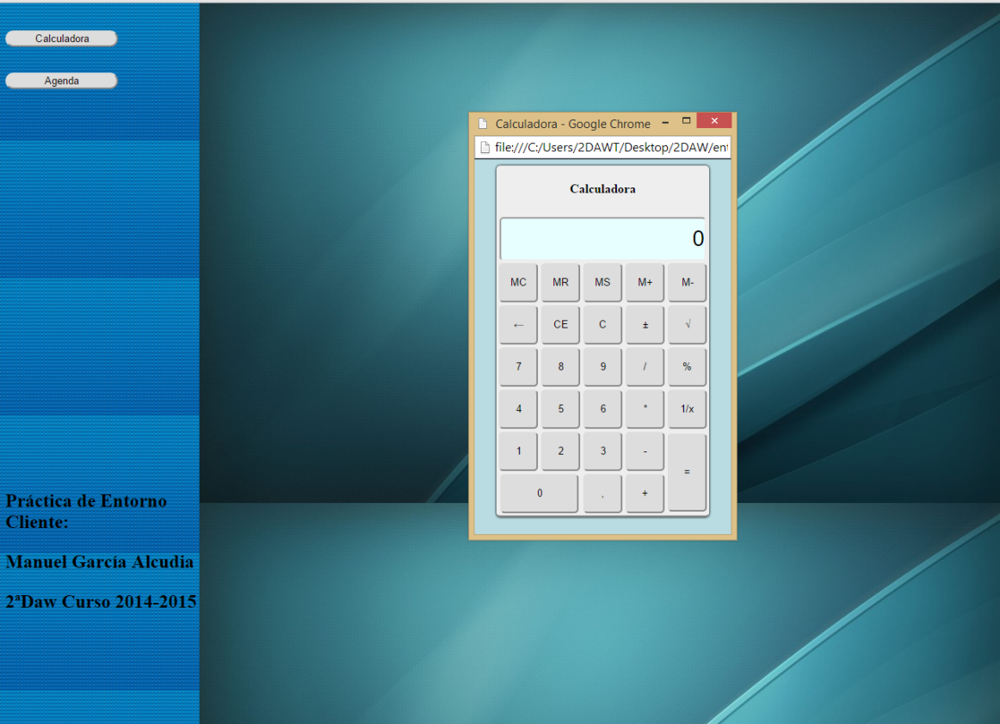 Calculadora
Agenda
Práctica de Entorno
Cliente:
Manuel García Alcudia
2ªDaw Curso 2014-2015
Calculadora - Google Chrome
file:///C:/Users/2DAWT/Desktop/2DAW/ent
Calculadora
0
MC MR MS M+ M-
← CE C ± √
7 8 9 / %
4 5 6 * 1/x
1 2 3 - =
0 , +